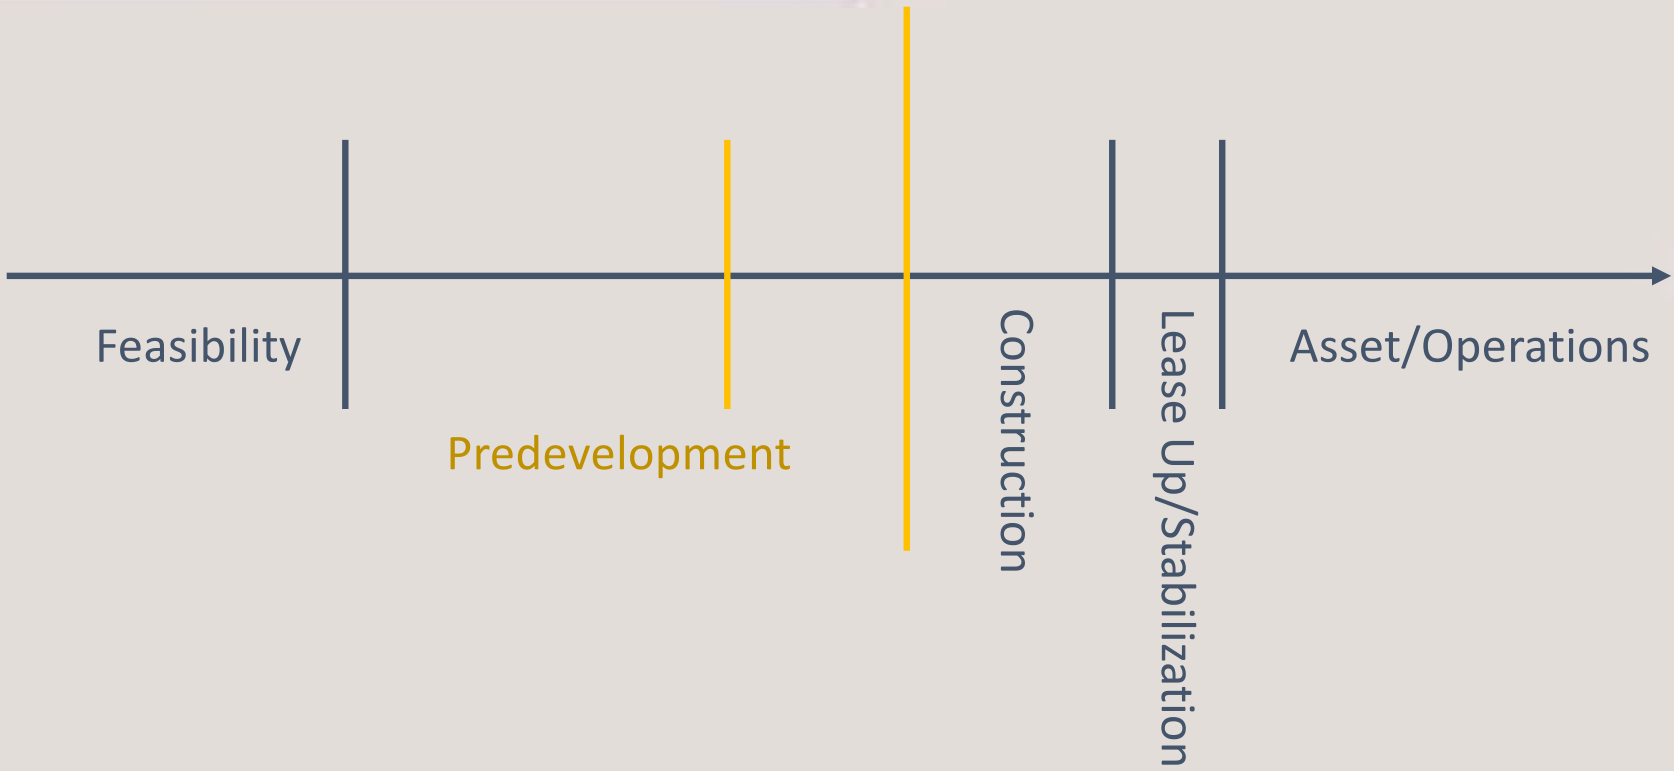 Feasibility
Predevelopment
Construction
Lease Up/Stabilization
Asset/Operations